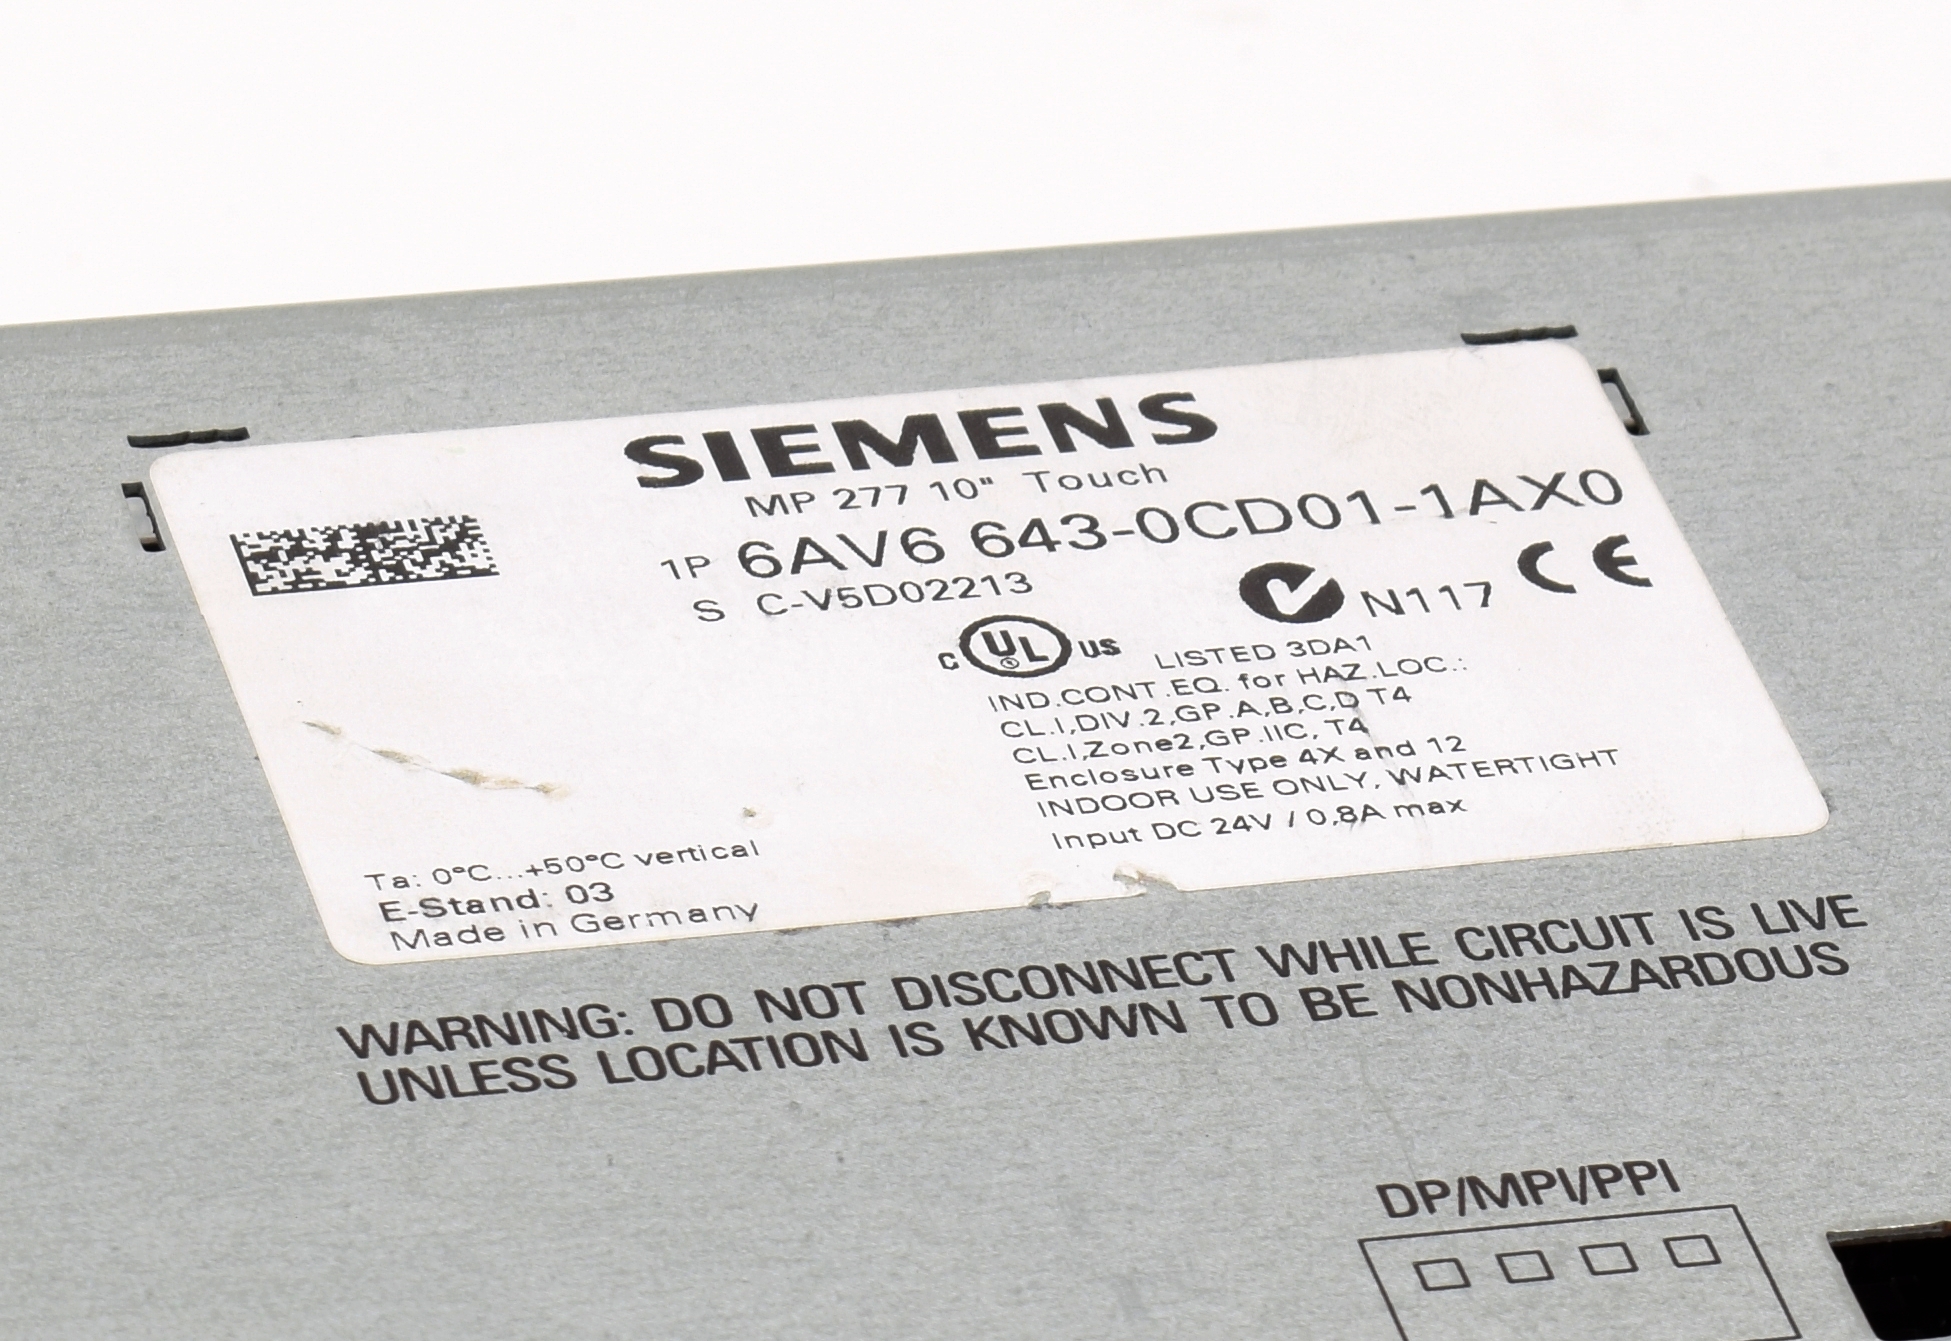 SIEMENS
MP 277 10" Touch
1P 6AV6 643-0CD01-1AX0
S C-V5D02213
N117 CE
C UL ® US LISTED 3DA1
IND.CONT.EQ. for HAZ.LOC.:
CL.I,DIV.2,GP.A,B,C,D T4
CL.I,Zone2,GP.IIC, T4
Enclosure Type 4X and 12
INDOOR USE ONLY, WATERTIGHT
Input DC 24V / 0,8A max
Ta: 0°C...+50°C vertical
E-Stand: 03
Made in Germany
WARNING: DO NOT DISCONNECT WHILE CIRCUIT IS LIVE
UNLESS LOCATION IS KNOWN TO BE NONHAZARDOUS
DP/MPI/PPI